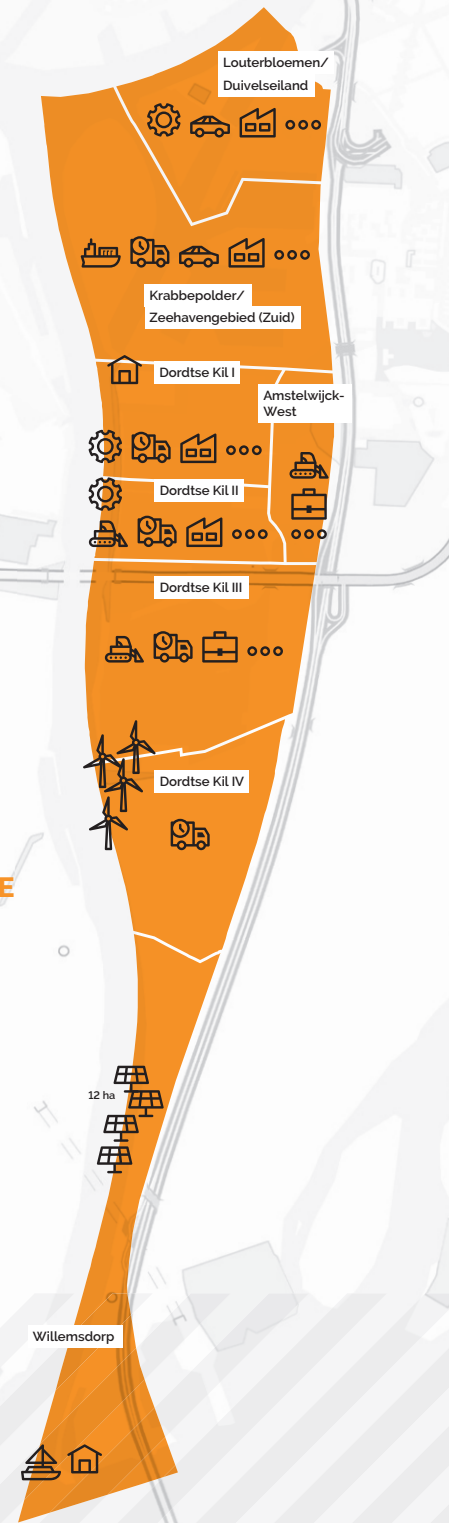 Louterbloemen/
Duivelseiland
Krabbepolder/
Zeehavengebied (Zuid)
Dordtse Kil I
Amstelwijck-
West
Dordtse Kil II
Dordtse Kil III
Dordtse Kil IV
E
12 ha
Willemsdorp